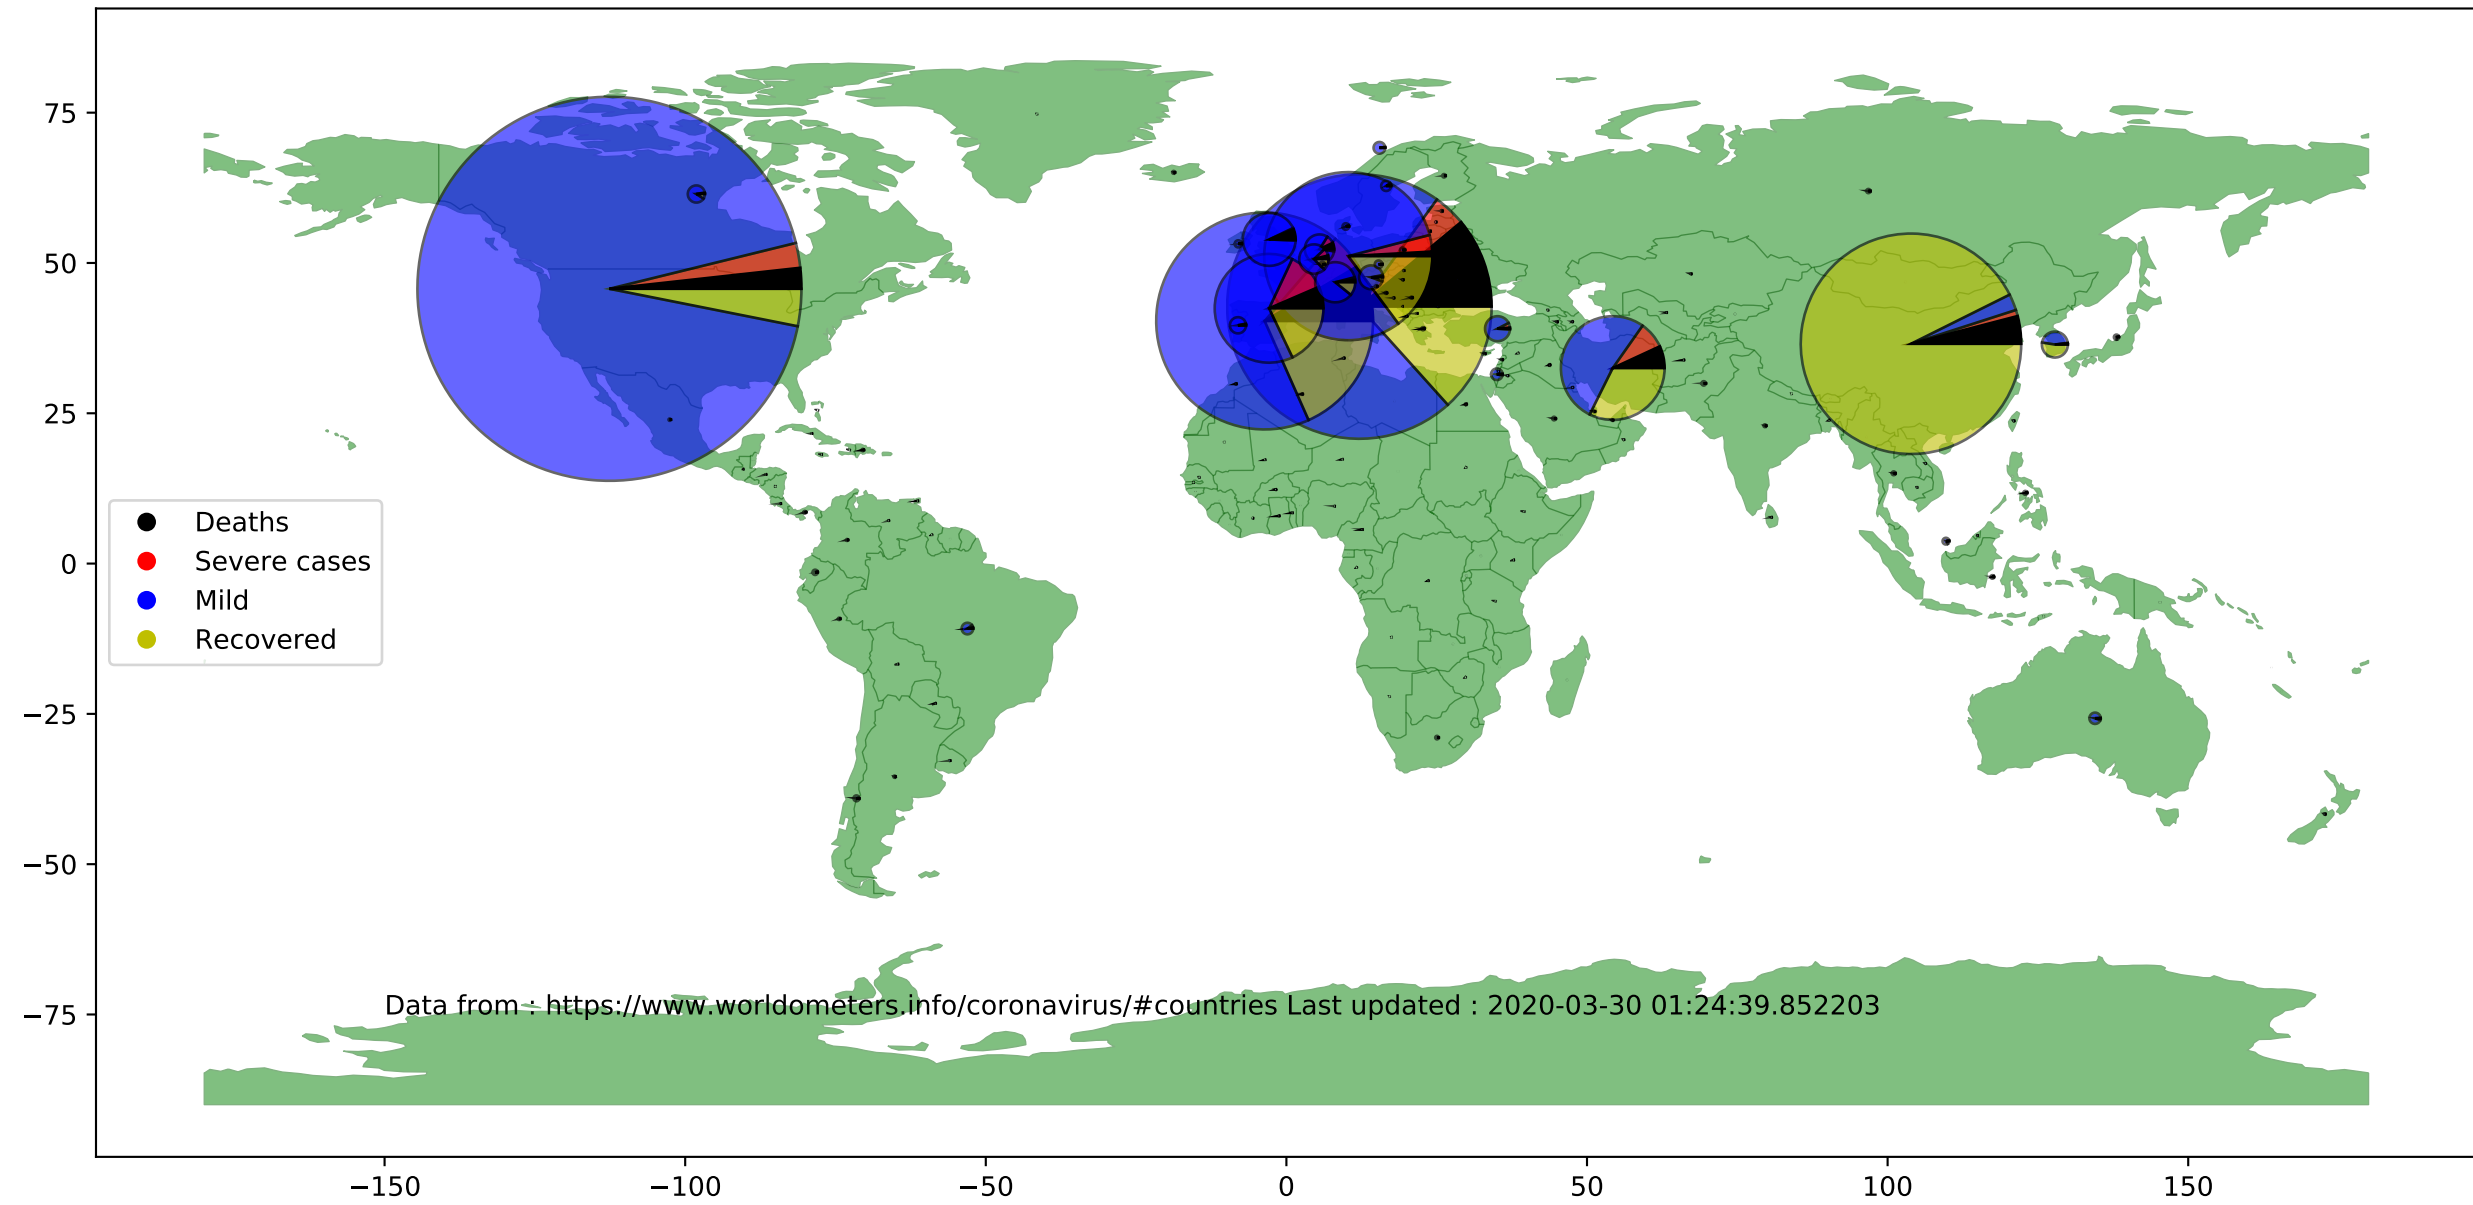 75
50
25
0
−25
−50
−75
Deaths
Severe cases
Mild
Recovered
Data from : https://www.worldometers.info/coronavirus/#countries Last updated : 2020-03-30 01:24:39.852203
−150 −100 −50 0 50 100 150